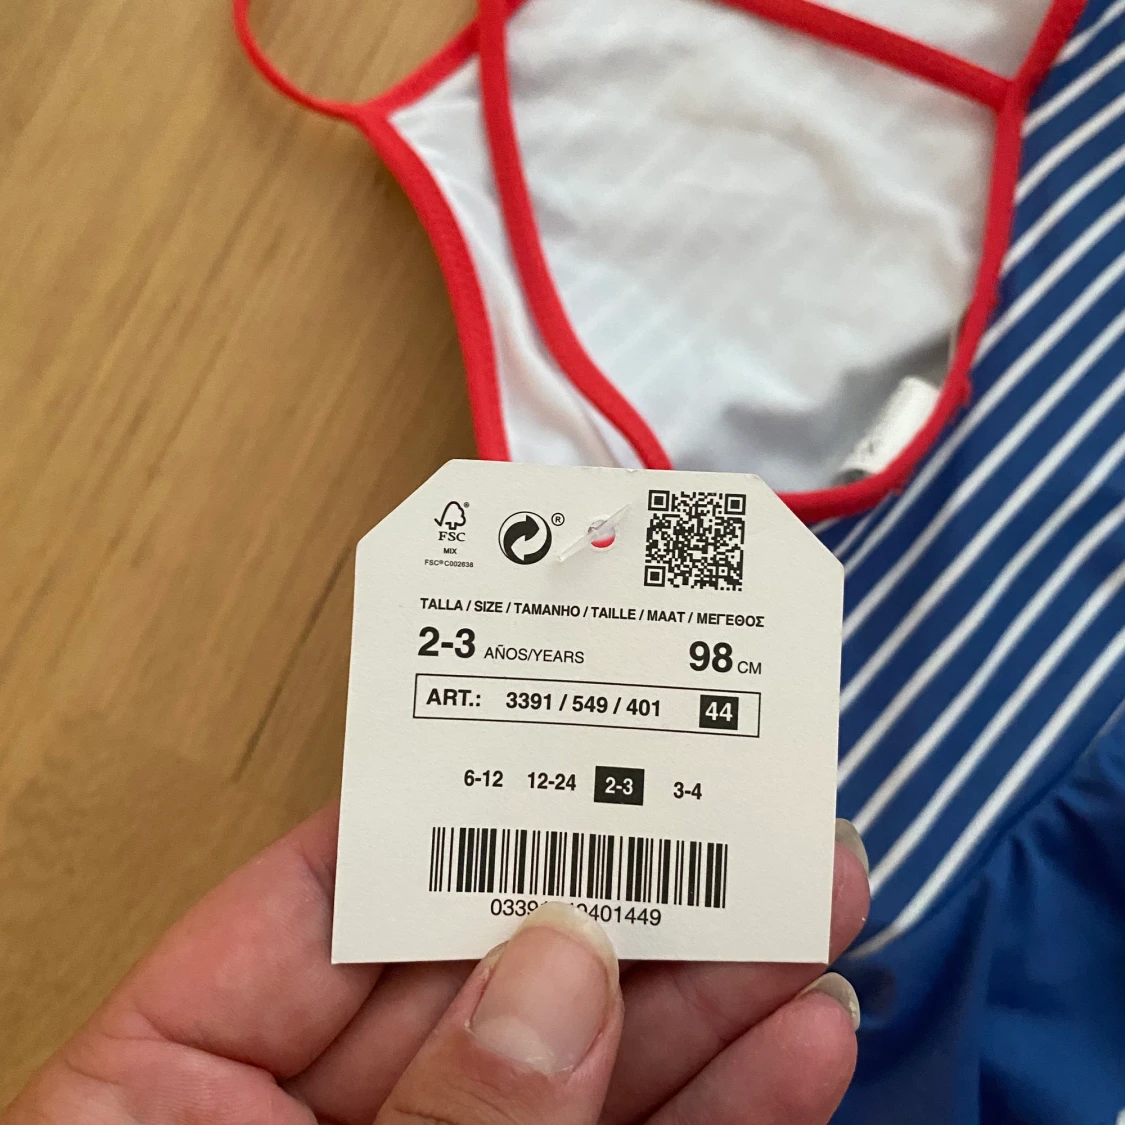 FSC®
MIX
FSC® C002638
®
TALLA / SIZE / TAMANHO / TAILLE / MAAT / ΜΕΓΕΘΟΣ
2-3 AÑOS/YEARS 98 CM
ART.: 3391 / 549 / 401 44
6-12 12-24 2-3 3-4